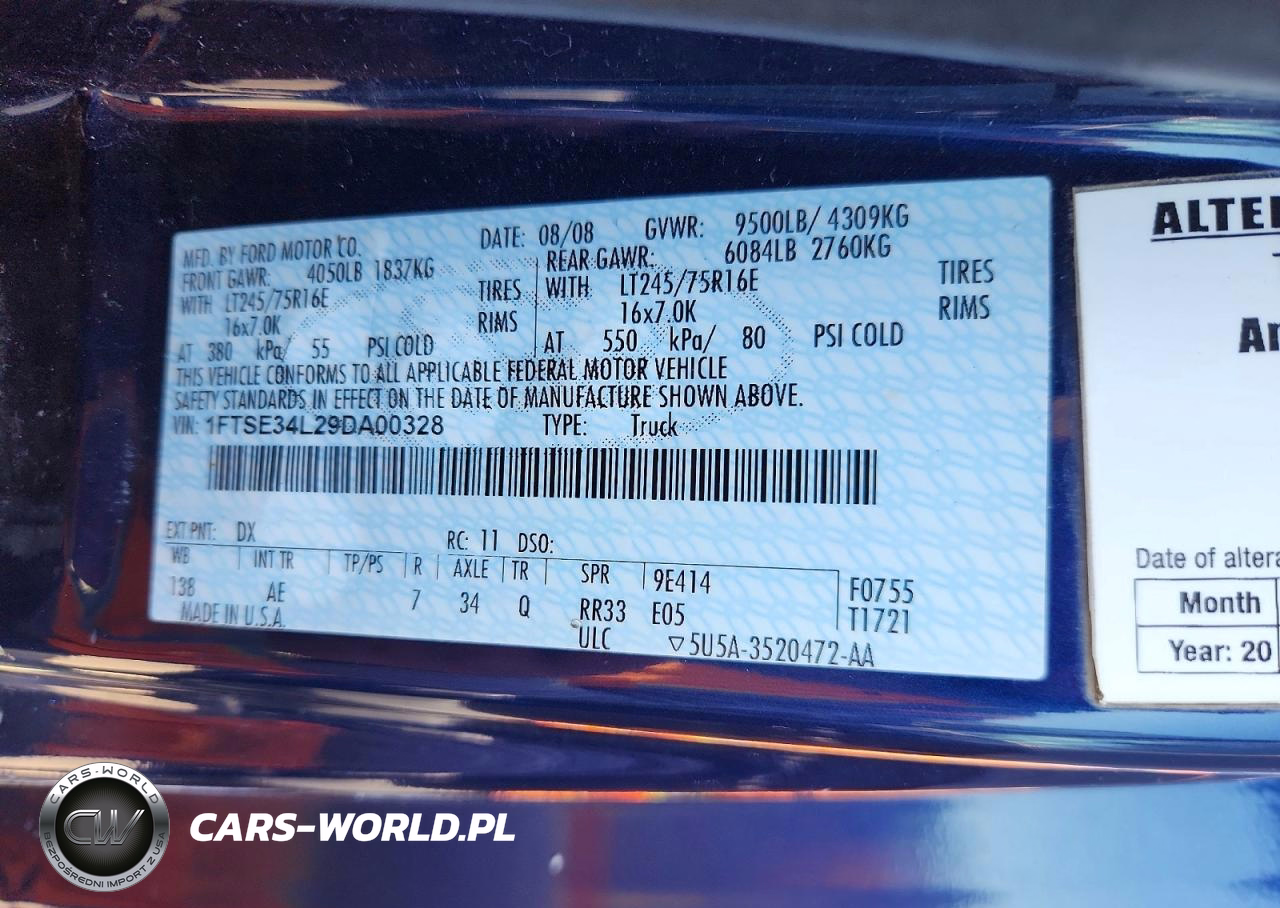 MFD. BY FORD MOTOR CO. DATE: 08/08 GVWR: 9500LB/ 4309KG
FRONT GAWR: 4050LB 1837KG REAR GAWR: 6084LB 2760KG
WITH LT245/75R16E TIRES WITH LT245/75R16E TIRES
16x7.0K RIMS 16x7.0K RIMS
AT 380 kPa/ 55 PSI COLD AT 550 kPa/ 80 PSI COLD
THIS VEHICLE CONFORMS TO ALL APPLICABLE FEDERAL MOTOR VEHICLE
SAFETY STANDARDS IN EFFECT ON THE DATE OF MANUFACTURE SHOWN ABOVE.
VIN: 1FTSE34L29DA00328 TYPE: Truck
EXT PNT: DX RC: 11 DSO:
WB INT TR TP/PS R AXLE TR SPR 9E414 F0755
138 AE 7 34 Q RR33 E05 T1721
MADE IN U.S.A. ULC ▽5U5A-3520472-AA
ALTE
Date of altera
Month
Year: 20
CARS-WORLD
CW
BEZPOŚREDNI IMPORT Z USA
CARS-WORLD.PL